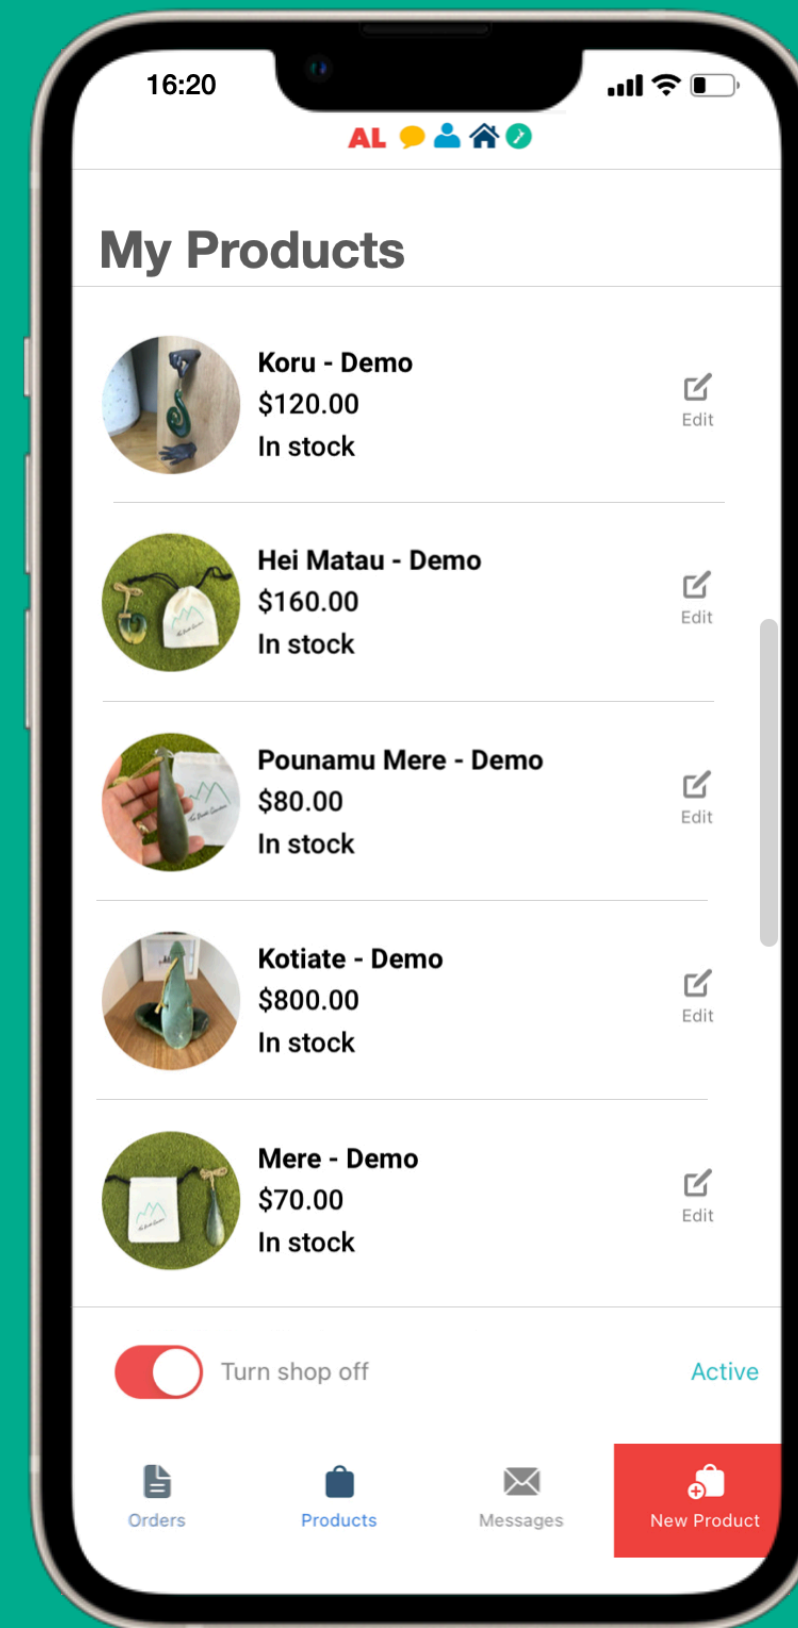 16:20
AL
My Products
Koru - Demo
$120.00
In stock
Edit
Hei Matau - Demo
$160.00
In stock
Edit
Pounamu Mere - Demo
$80.00
In stock
Edit
Kotiate - Demo
$800.00
In stock
Edit
Mere - Demo
$70.00
In stock
Edit
Turn shop off
Active
Orders
Products
Messages
New Product